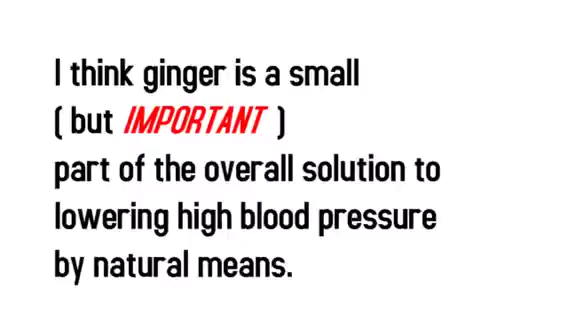 I think ginger is a small
( but IMPORTANT )
part of the overall solution to
lowering high blood pressure
by natural means.